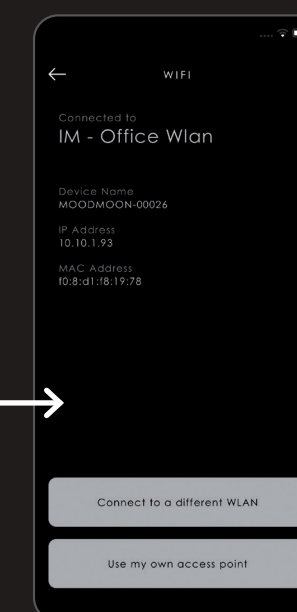 WIFI
Connected to
IM - Office Wlan
Device Name
MOODMOON-00026
IP Address
10.10.1.93
MAC Address
f0:8:d1:f8:19:78
Connect to a different WLAN
Use my own access point